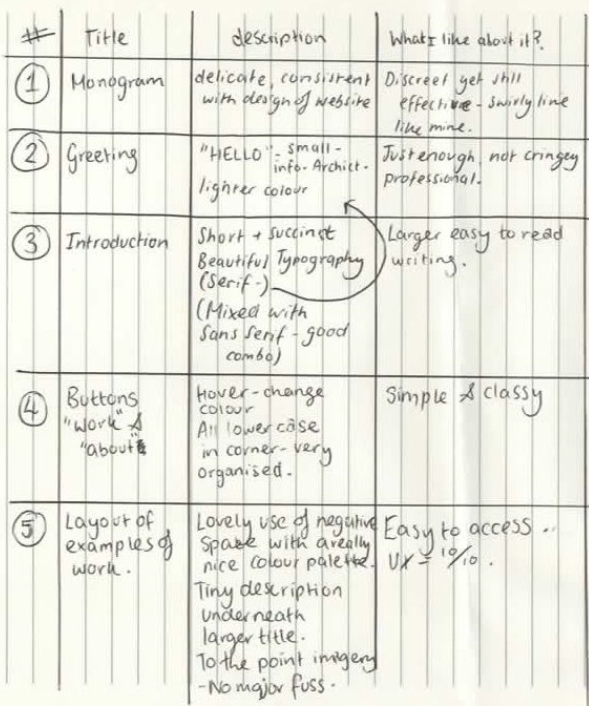 # Title description What I like about it?
1 Monogram
delicate, consistent
with design of website
Discreet yet still
effective - swirly line
like mine.
2 Greeting
"HELLO" - small -
info. Archict -
lighter colour
Just enough, not cringey
professional.
3 Introduction
Short + succinct
Beautiful Typography
(Serif -)
(Mixed with
Sans Serif - good
combo)
Larger easy to read
writing.
4 Buttons
"work" &
"about"
Hover - change
colour
All lower case
in corner - very
organised.
Simple & classy
5 Layout of
examples of
work.
Lovely use of negative
space with a really
nice colour palette.
Tiny description
underneath
larger title.
To the point imagery
- No major fuss.
Easy to access ..
UX = 10/10.